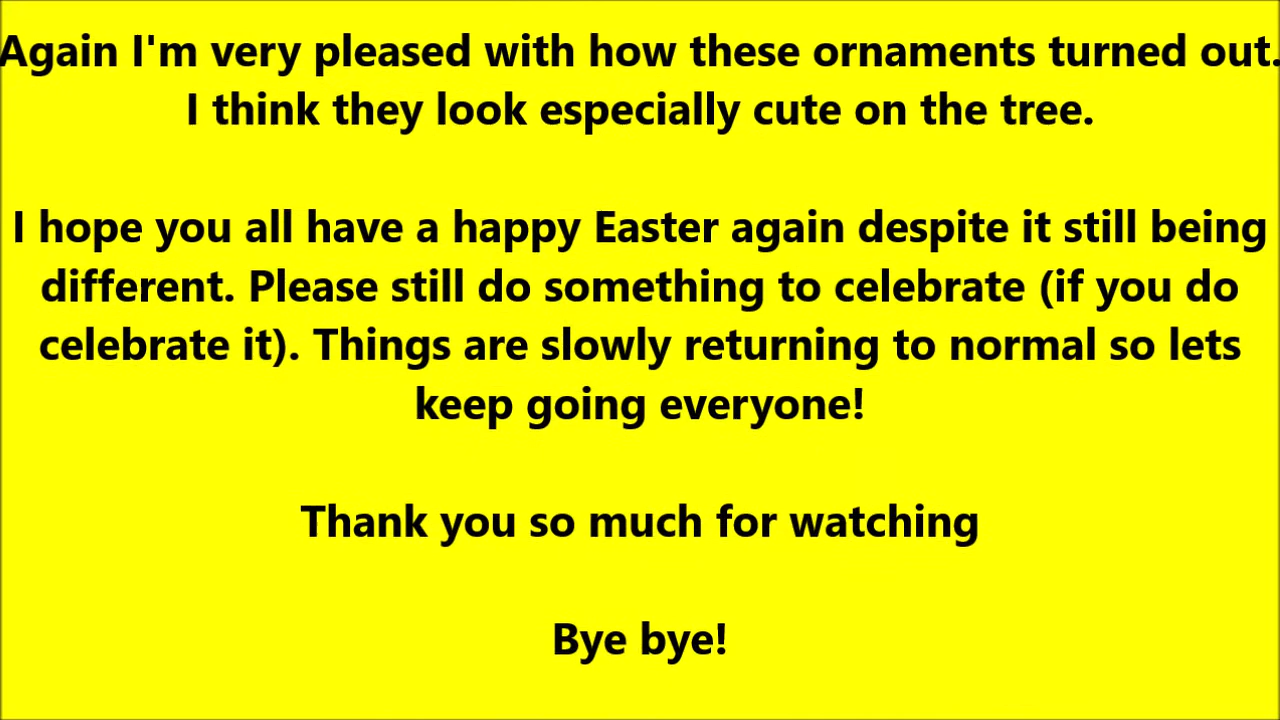 Again I'm very pleased with how these ornaments turned out.
I think they look especially cute on the tree.
I hope you all have a happy Easter again despite it still being
different. Please still do something to celebrate (if you do
celebrate it). Things are slowly returning to normal so lets
keep going everyone!
Thank you so much for watching
Bye bye!